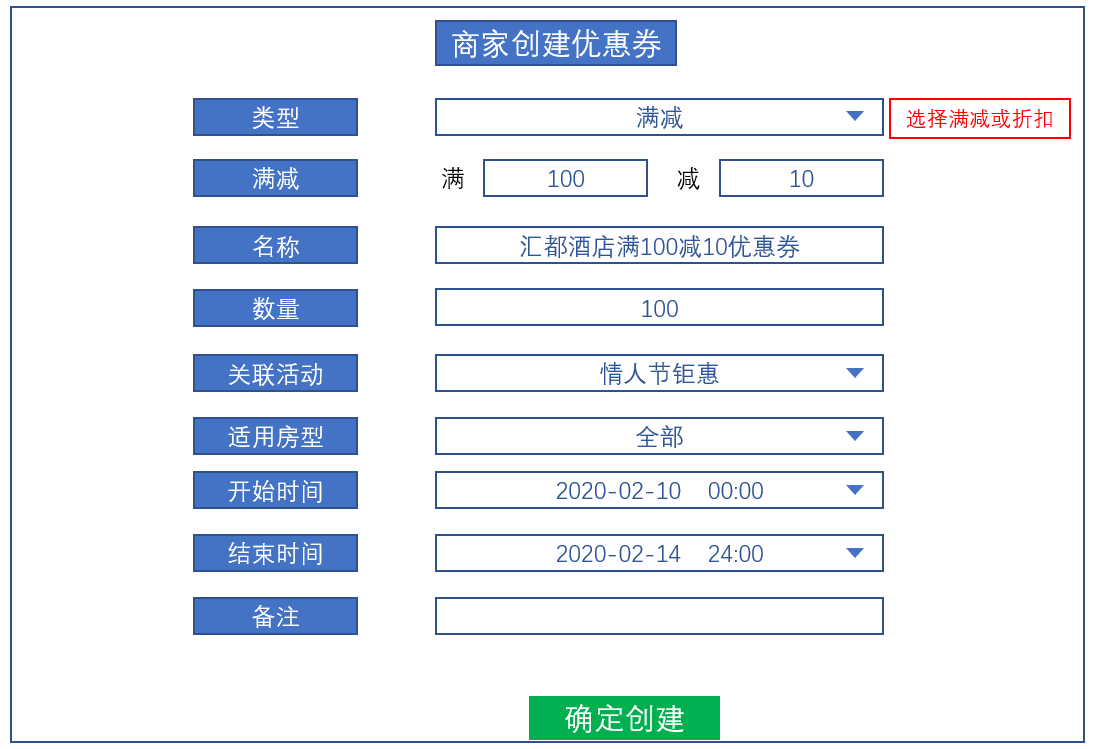 商家创建优惠券
类型 满减 选择满减或折扣
满减 满 100 减 10
名称 汇都酒店满100减10优惠券
数量 100
关联活动 情人节钜惠
适用房型 全部
开始时间 2020-02-10 00:00
结束时间 2020-02-14 24:00
备注
确定创建